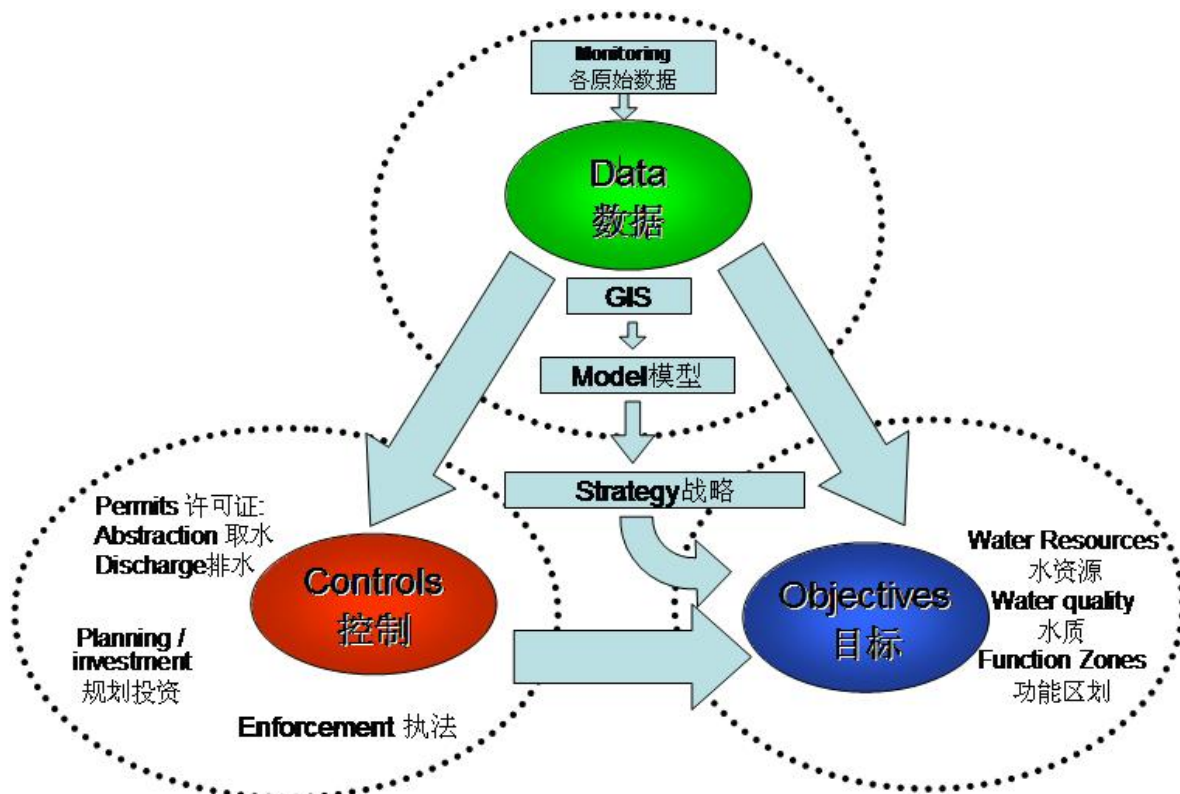 Monitoring
各原始数据
Data
数据
GIS
Model模型
Strategy战略
Permits 许可证:
Abstraction 取水
Discharge排水
Controls
控制
Planning /
investment
规划投资
Enforcement 执法
Objectives
目标
Water Resources
水资源
Water quality
水质
Function Zones
功能区划